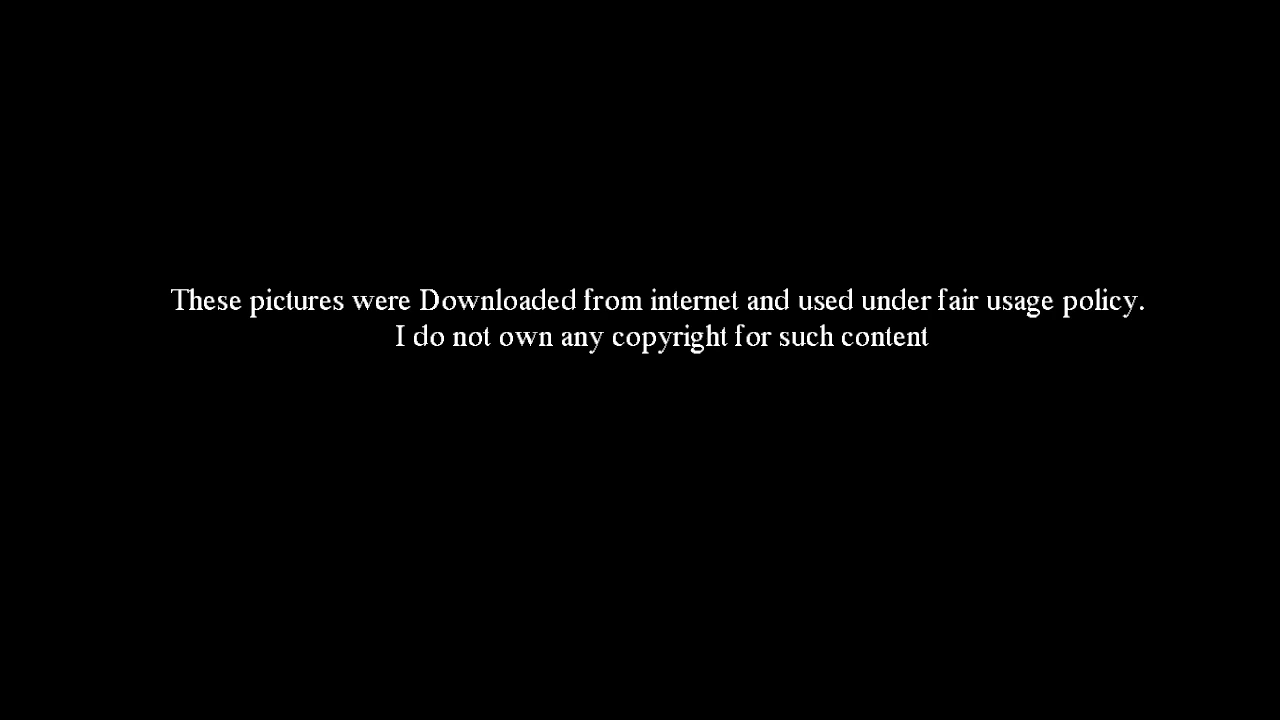 These pictures were Downloaded from internet and used under fair usage policy.
I do not own any copyright for such content